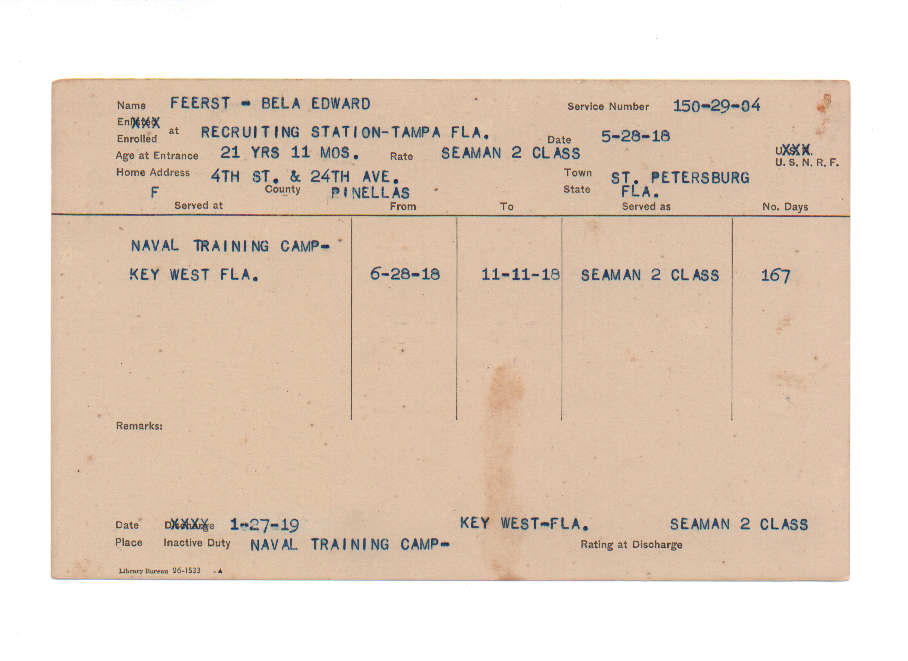 Name FEERST - BELA EDWARD Service Number 150-29-04
Enrolled at RECRUITING STATION-TAMPA FLA. Date 5-28-18
Age at Entrance 21 YRS 11 MOS. Rate SEAMAN 2 CLASS U. S. N. R. F.
Home Address 4TH ST. & 24TH AVE. Town ST. PETERSBURG
F County PINELLAS State FLA.
Served at From To Served as No. Days
NAVAL TRAINING CAMP-
KEY WEST FLA. 6-28-18 11-11-18 SEAMAN 2 CLASS 167
Remarks:
Date Discharge 1-27-19 KEY WEST-FLA. SEAMAN 2 CLASS
Place Inactive Duty NAVAL TRAINING CAMP- Rating at Discharge
Library Bureau 26-1533 -A